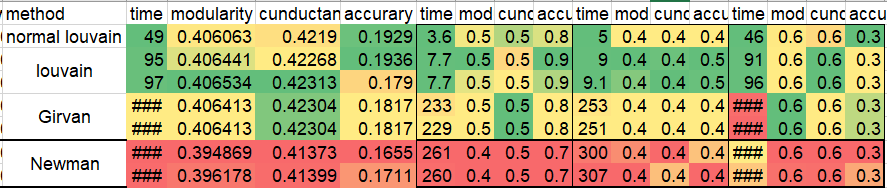 method time modularity cunductan accurary time mod cund accu time mod cunc accu time mod cunc accu
normal louvain 49 0.406063 0.4219 0.1929 3.6 0.5 0.5 0.8 5 0.4 0.4 0.4 46 0.6 0.6 0.3
louvain 95 0.406441 0.42268 0.1936 7.7 0.5 0.5 0.9 9 0.4 0.4 0.5 91 0.6 0.6 0.3
97 0.406534 0.42313 0.179 7.7 0.5 0.5 0.9 9.1 0.4 0.4 0.5 96 0.6 0.6 0.3
Girvan ### 0.406413 0.42304 0.1817 233 0.5 0.5 0.8 253 0.4 0.4 0.4 ### 0.6 0.6 0.3
### 0.406413 0.42304 0.1817 229 0.5 0.5 0.8 251 0.4 0.4 0.4 ### 0.6 0.6 0.3
Newman ### 0.394869 0.41373 0.1655 261 0.4 0.5 0.7 300 0.4 0.4 0.4 ### 0.6 0.6 0.3
### 0.396178 0.41399 0.1711 260 0.4 0.5 0.7 307 0.4 0.4 0.4 ### 0.6 0.6 0.3